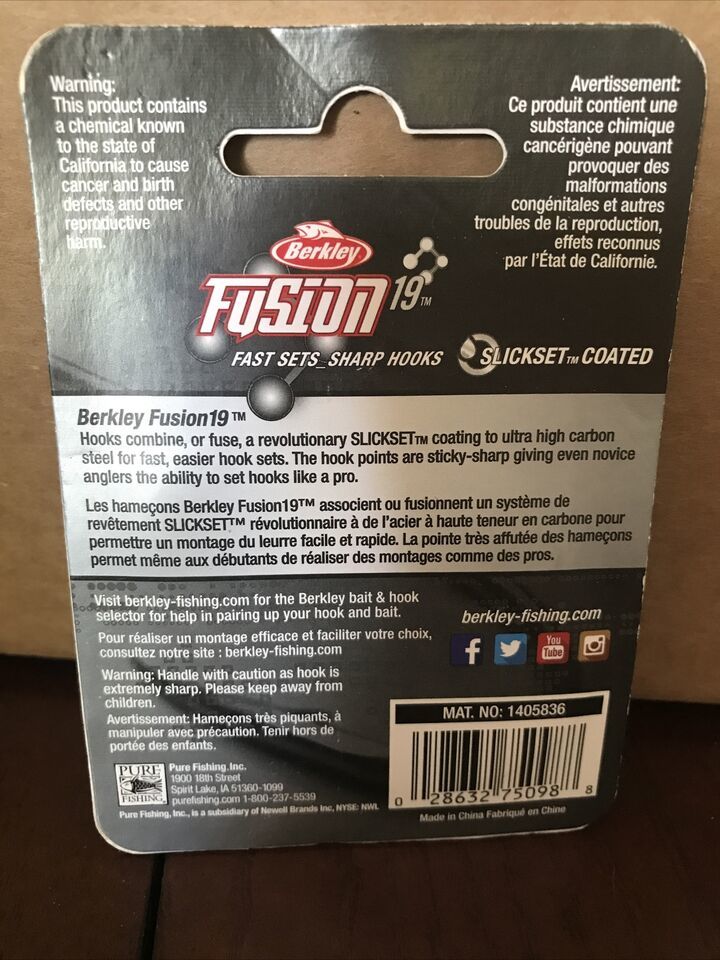 Warning:
This product contains
a chemical known
to the state of
California to cause
cancer and birth
defects and other
reproductive
harm.
Avertissement:
Ce produit contient une
substance chimique
cancérigène pouvant
provoquer des
malformations
congénitales et autres
troubles de la reproduction,
effets reconnus
par l'État de Californie.
Berkley
FUSION 19™
FAST SETS_SHARP HOOKS
SLICKSET™ COATED
Berkley Fusion19™
Hooks combine, or fuse, a revolutionary SLICKSET™ coating to ultra high carbon
steel for fast, easier hook sets. The hook points are sticky-sharp giving even novice
anglers the ability to set hooks like a pro.
Les hameçons Berkley Fusion19™ associent ou fusionnent un système de
revêtement SLICKSET™ révolutionnaire à de l'acier à haute teneur en carbone pour
permettre un montage du leurre facile et rapide. La pointe très affutée des hameçons
permet même aux débutants de réaliser des montages comme des pros.
Visit berkley-fishing.com for the Berkley bait & hook
selector for help in pairing up your hook and bait.
Pour réaliser un montage efficace et faciliter votre choix,
consultez notre site : berkley-fishing.com
Warning: Handle with caution as hook is
extremely sharp. Please keep away from
children.
Avertissement: Hameçons très piquants, à
manipuler avec précaution. Tenir hors de
portée des enfants.
berkley-fishing.com
f
You
Tube
MAT. NO: 1405836
0 28632 75098 8
Made in China Fabriqué en Chine
PURE
FISHING
Pure Fishing, Inc.
1900 18th Street
Spirit Lake, IA 51360-1099
purefishing.com 1-800-237-5539
Pure Fishing, Inc., is a subsidiary of Newell Brands Inc, NYSE: NWL